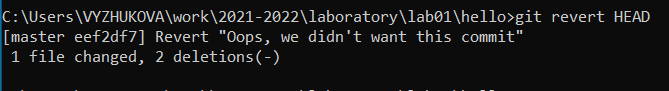 C:\Users\VYZHUKOVA\work\2021-2022\laboratory\lab01\hello>git revert HEAD
[master eef2df7] Revert "Oops, we didn't want this commit"
1 file changed, 2 deletions(-)